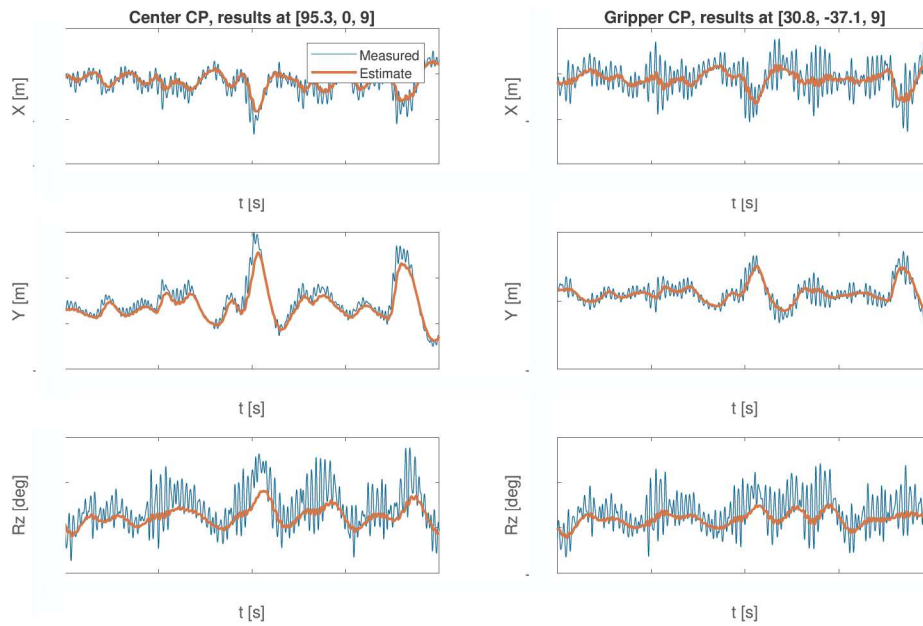 Center CP, results at [95.3, 0, 9]
Gripper CP, results at [30.8, -37.1, 9]
Measured
Estimate
X [m]
X [m]
t [s]
t [s]
Y [m]
Y [m]
t [s]
t [s]
Rz [deg]
Rz [deg]
t [s]
t [s]